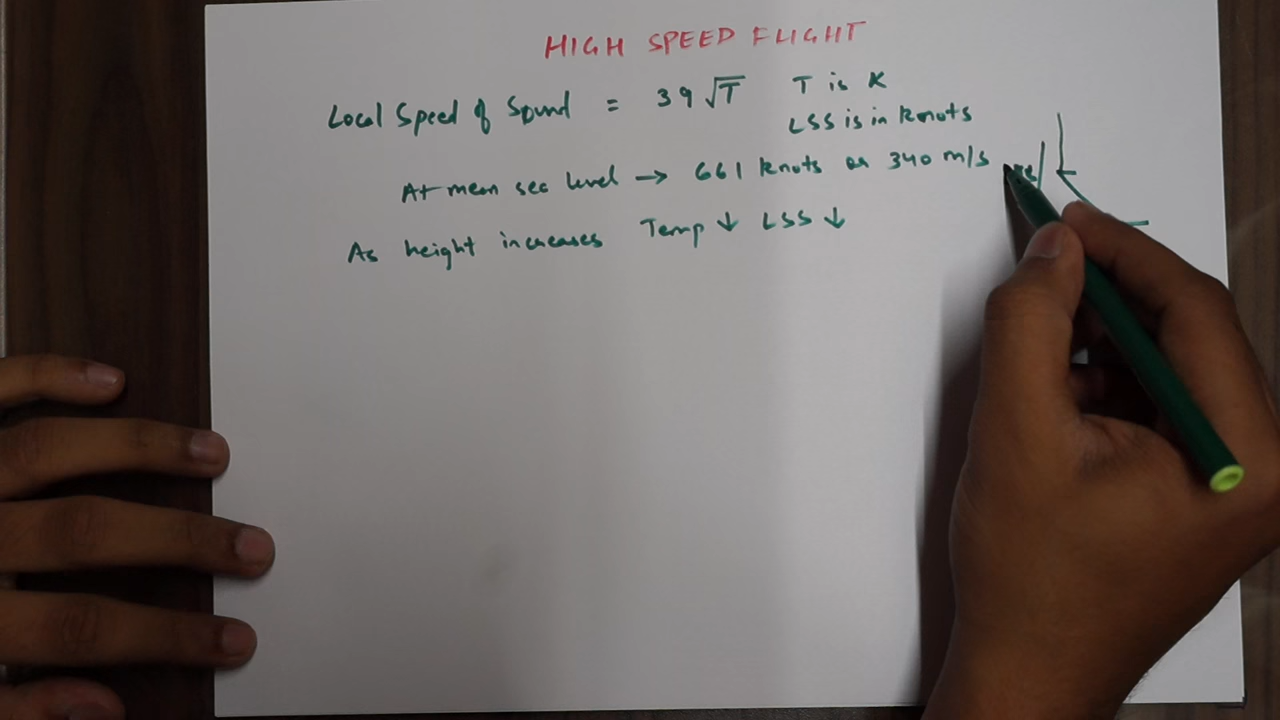 HIGH SPEED FLIGHT
Local Speed of Sound = 39√T T is K
LSS is in knots
At mean sea level → 661 knots or 340 m/s
As height increases Temp ↓ LSS ↓